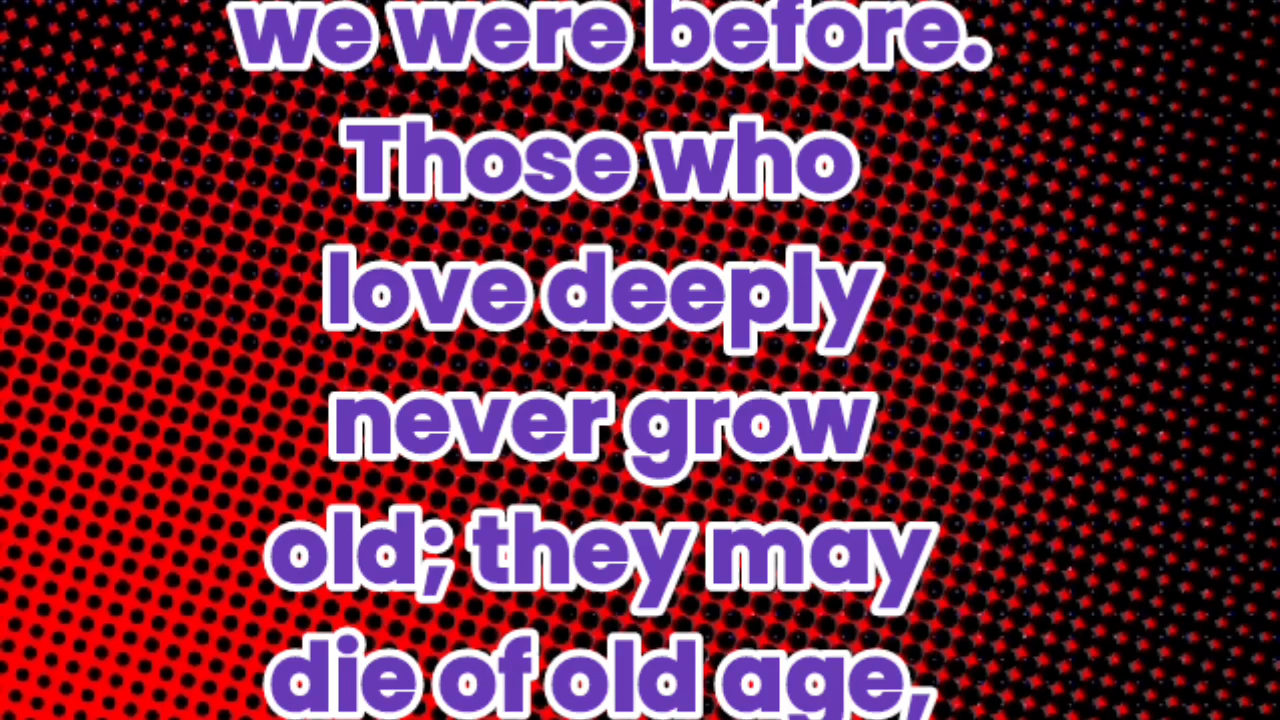 we were before.
Those who
love deeply
never grow
old; they may
die of old age,